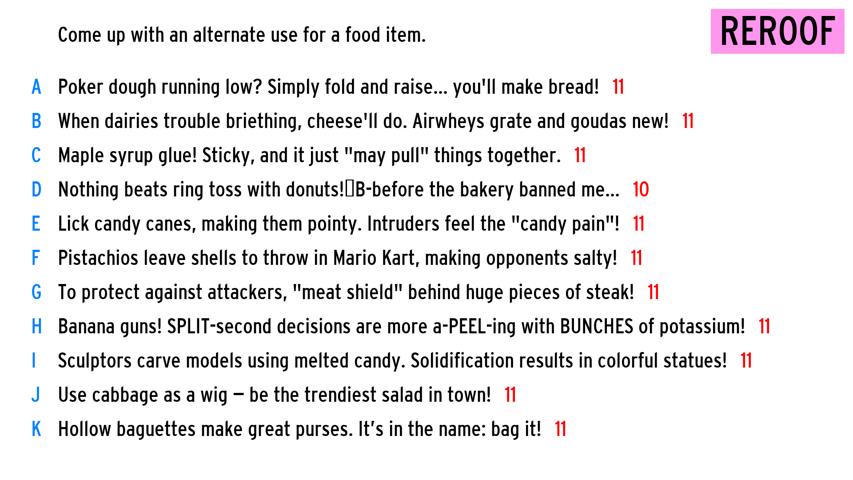 Come up with an alternate use for a food item.
REROOF
A Poker dough running low? Simply fold and raise... you'll make bread! 11
B When dairies trouble briething, cheese'll do. Airwheys grate and goudas new! 11
C Maple syrup glue! Sticky, and it just "may pull" things together. 11
D Nothing beats ring toss with donuts!▯B-before the bakery banned me... 10
E Lick candy canes, making them pointy. Intruders feel the "candy pain"! 11
F Pistachios leave shells to throw in Mario Kart, making opponents salty! 11
G To protect against attackers, "meat shield" behind huge pieces of steak! 11
H Banana guns! SPLIT-second decisions are more a-PEEL-ing with BUNCHES of potassium! 11
I Sculptors carve models using melted candy. Solidification results in colorful statues! 11
J Use cabbage as a wig – be the trendiest salad in town! 11
K Hollow baguettes make great purses. It’s in the name: bag it! 11